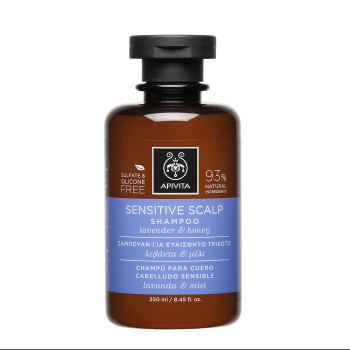 SULFATE &
SILICONE
FREE
APIVITA
93%
NATURAL
INGREDIENTS
SENSITIVE SCALP
SHAMPOO
lavender & honey
ΣΑΜΠΟΥΑΝ ΓΙΑ ΕΥΑΙΣΘΗΤΟ ΤΡΙΧΩΤΟ
λεβάντα & μέλι
CHAMPÚ PARA CUERO
CABELLUDO SENSIBLE
lavanda & miel
250 ml / 8.45 fl. oz.